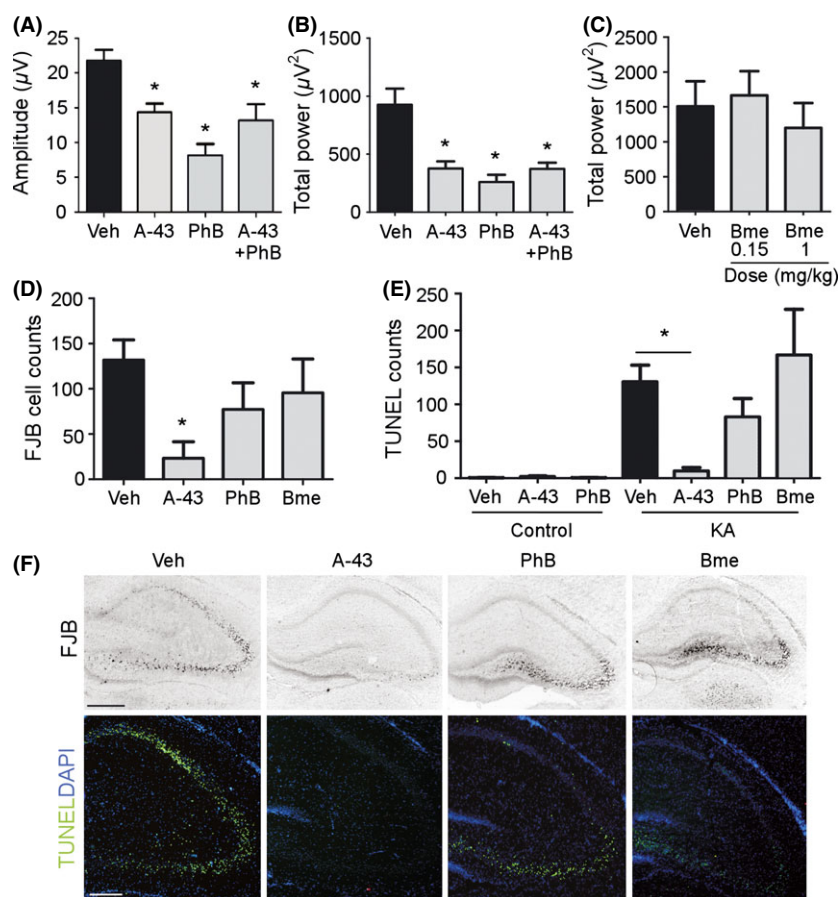 (A)
Amplitude (µV)
25
20
15
10
5
0
*
*
*
Veh
A-43
PhB
A-43
+PhB
(B)
Total power (µV²)
1500
1000
500
0
*
*
*
Veh
A-43
PhB
A-43
+PhB
(C)
Total power (µV²)
2500
2000
1500
1000
500
0
Veh
Bme
0.15
Bme
1
Dose (mg/kg)
(D)
FJB cell counts
200
150
100
50
0
*
Veh
A-43
PhB
Bme
(E)
TUNEL counts
250
200
150
100
50
0
*
Veh
A-43
PhB
Veh
A-43
PhB
Bme
Control
KA
(F)
Veh
A-43
PhB
Bme
FJB
TUNELDAPI